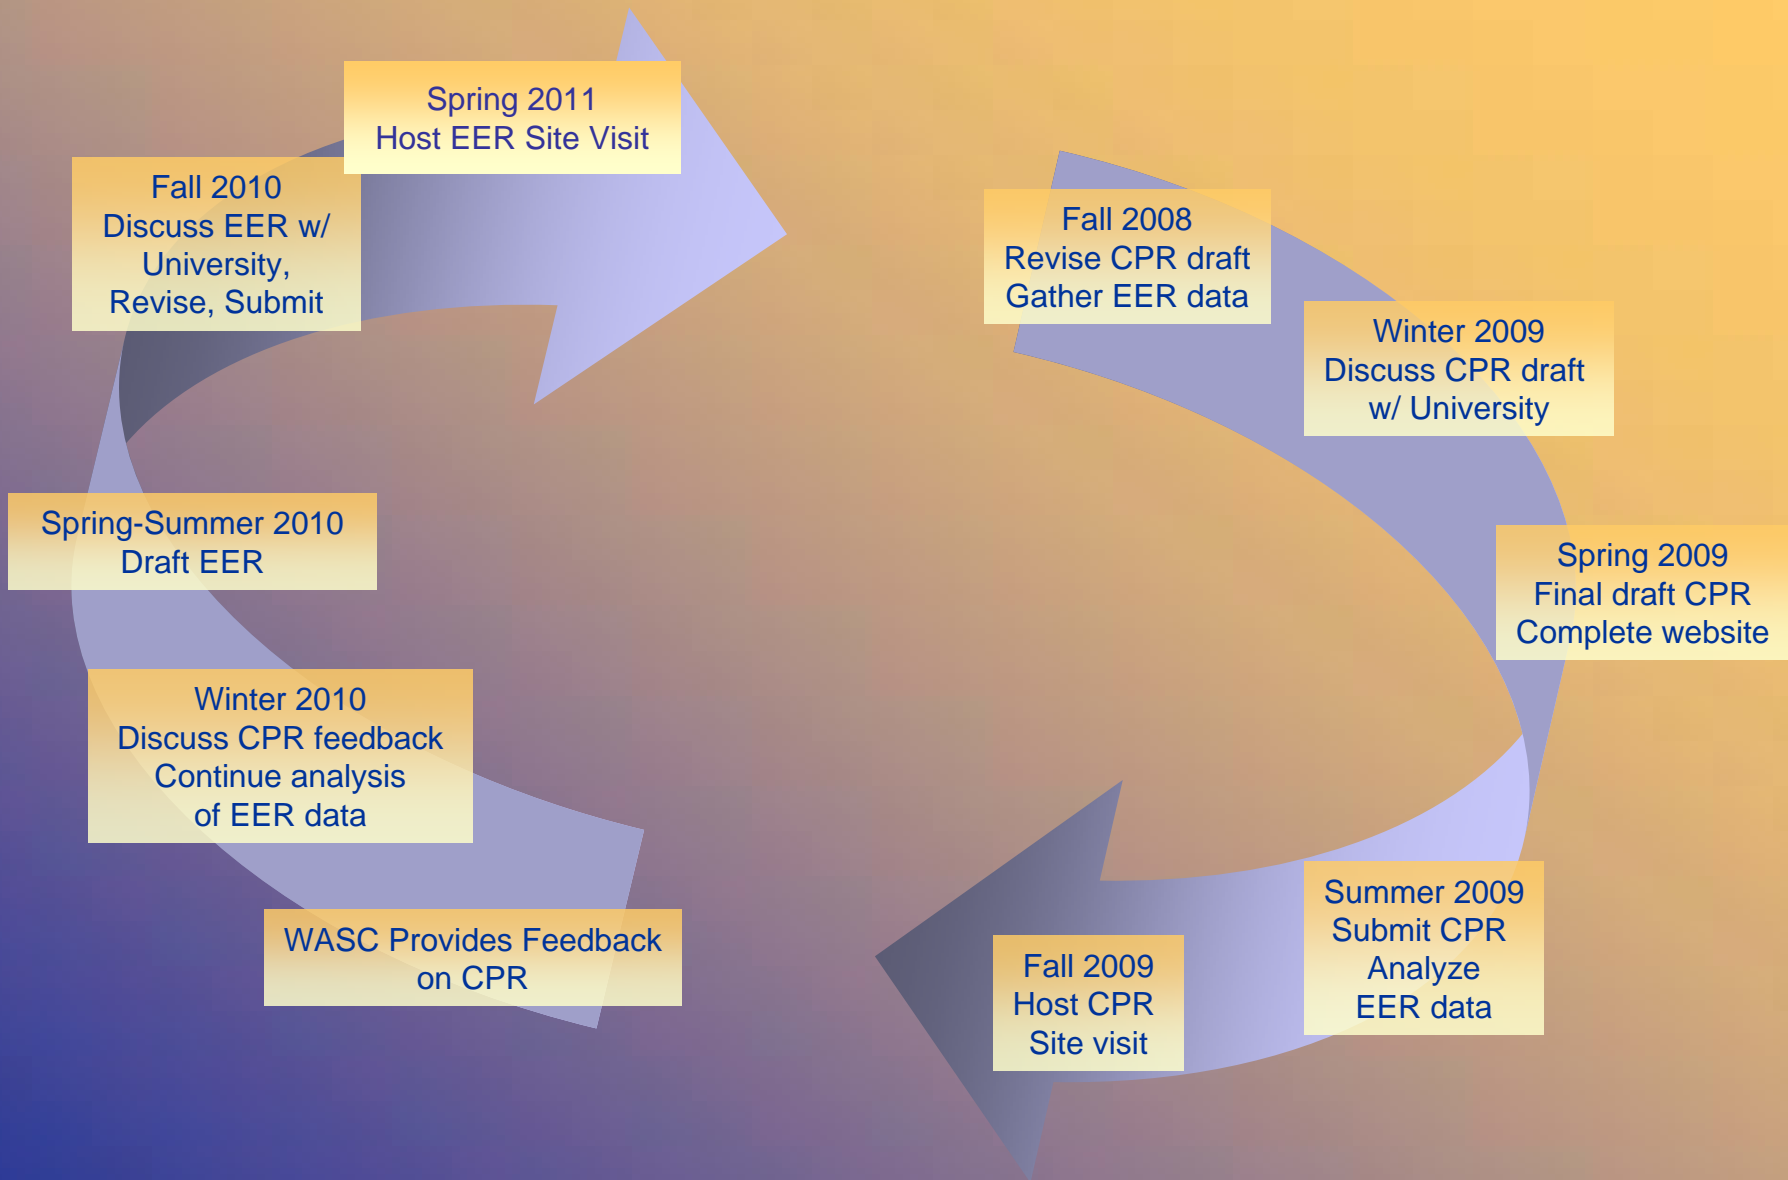 Spring 2011
Host EER Site Visit
Fall 2010
Discuss EER w/
University,
Revise, Submit
Fall 2008
Revise CPR draft
Gather EER data
Winter 2009
Discuss CPR draft
w/ University
Spring-Summer 2010
Draft EER
Spring 2009
Final draft CPR
Complete website
Winter 2010
Discuss CPR feedback
Continue analysis
of EER data
Summer 2009
Submit CPR
Analyze
EER data
WASC Provides Feedback
on CPR
Fall 2009
Host CPR
Site visit